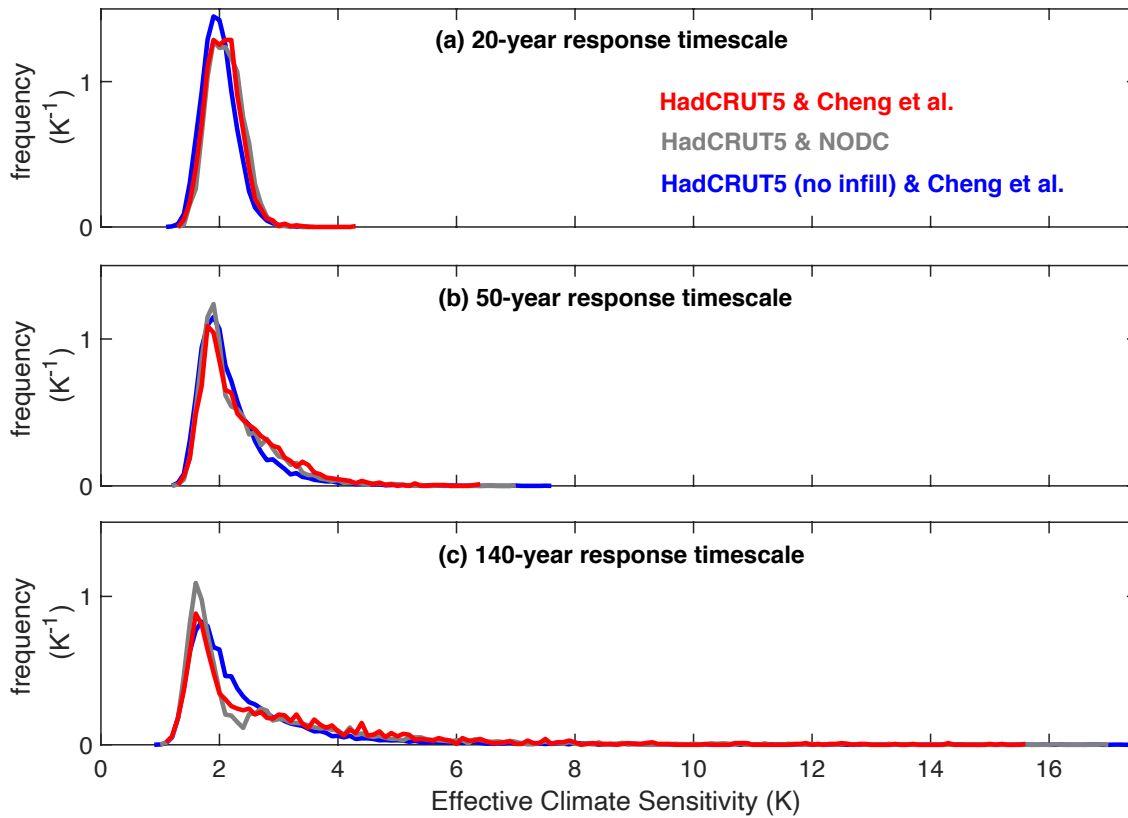 (a) 20-year response timescale
HadCRUT5 & Cheng et al.
HadCRUT5 & NODC
HadCRUT5 (no infill) & Cheng et al.
frequency
(K⁻¹)
1
0
(b) 50-year response timescale
frequency
(K⁻¹)
1
0
(c) 140-year response timescale
frequency
(K⁻¹)
1
0
0 2 4 6 8 10 12 14 16
Effective Climate Sensitivity (K)